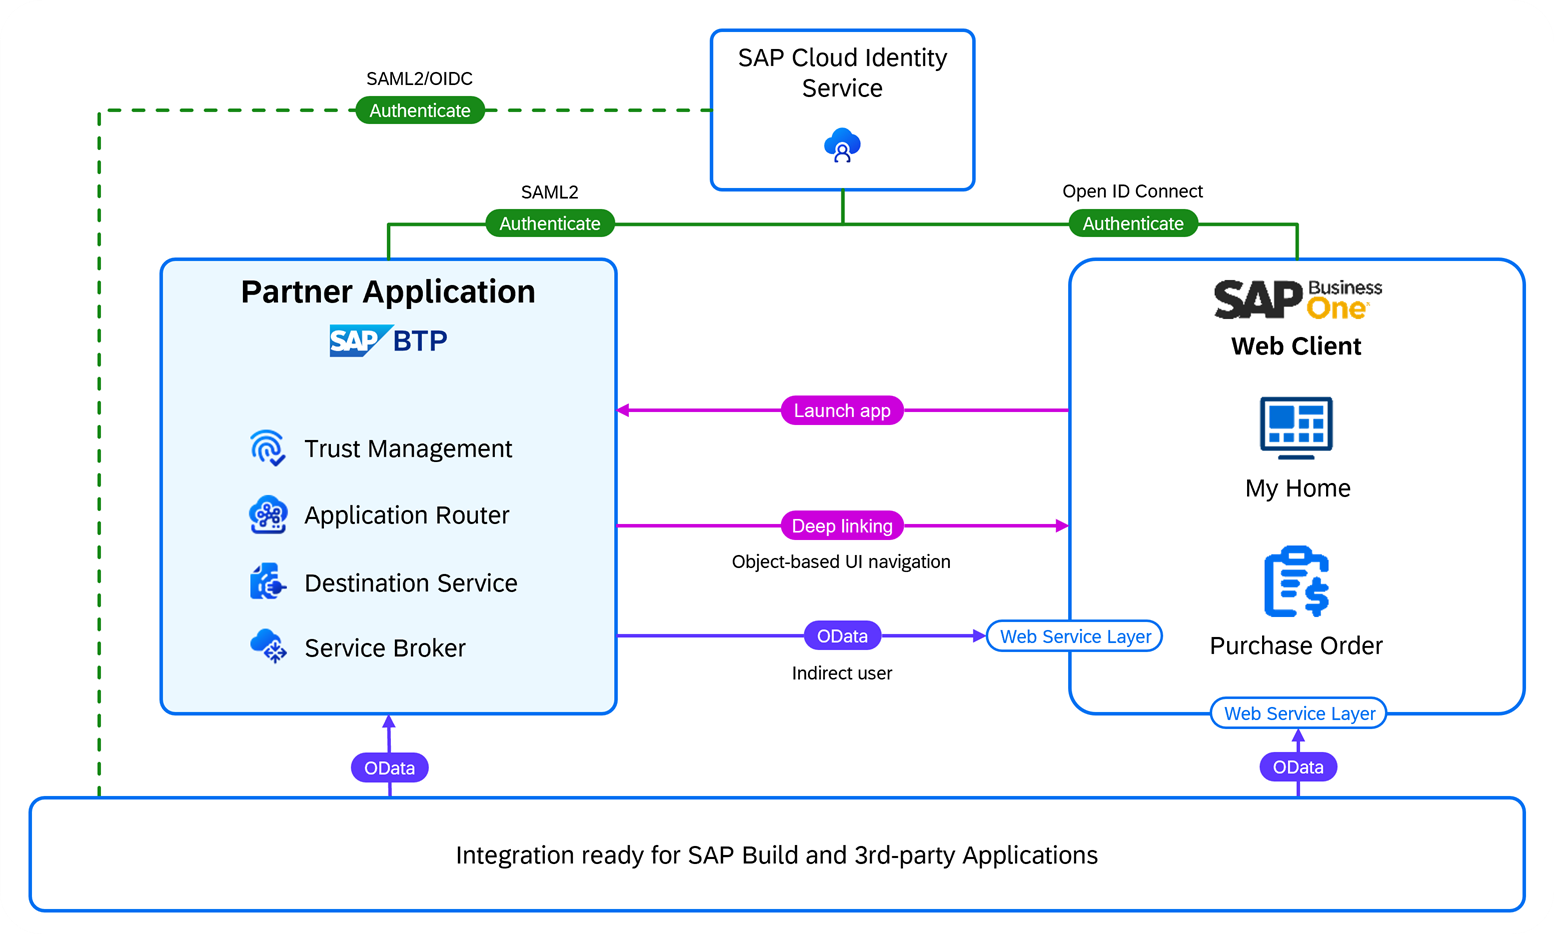 SAP Cloud Identity
Service
SAML2/OIDC
Authenticate
SAML2
Authenticate
Open ID Connect
Authenticate
Partner Application
SAP BTP
Trust Management
Application Router
Destination Service
Service Broker
Launch app
Deep linking
Object-based UI navigation
OData
Indirect user
SAP Business
One
Web Client
My Home
Purchase Order
Web Service Layer
Web Service Layer
OData
OData
Integration ready for SAP Build and 3rd-party Applications